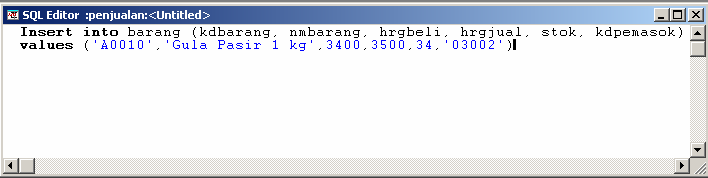 SQL Editor :penjualan:<Untitled>
Insert into barang (kdbarang, nmbarang, hrgbeli, hrgjual, stok, kdpemasok)
values ('A0010','Gula Pasir 1 kg',3400,3500,34,'03002')